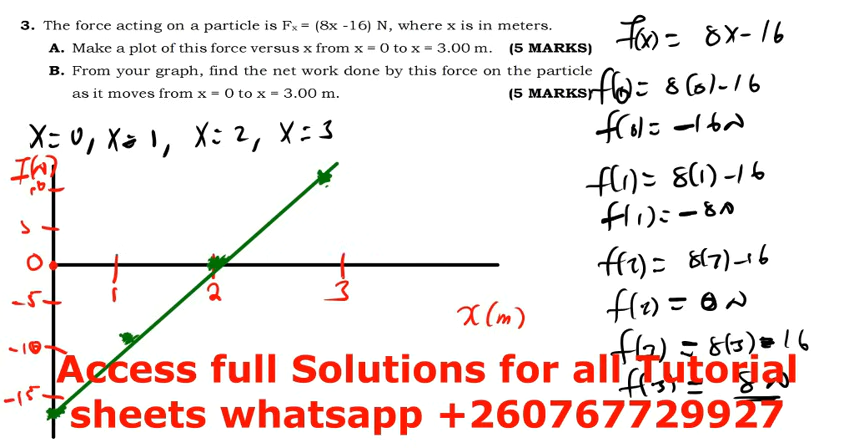 3. The force acting on a particle is Fₓ = (8x -16) N, where x is in meters.
A. Make a plot of this force versus x from x = 0 to x = 3.00 m. (5 MARKS)
B. From your graph, find the net work done by this force on the particle
as it moves from x = 0 to x = 3.00 m. (5 MARKS)
f(x) = 8x-16
f(0) = 8(0)-16
f(0) = -16N
f(1) = 8(1)-16
f(1) = -8N
f(2) = 8(2)-16
f(2) = 0 N
f(3) = 8(3)-16
f(3) = 8 N
X=0, X=1, X=2, X=3
10
5
0
-5
-10
-15
1 2 3
x(m)
Access full Solutions for all Tutorial
sheets whatsapp +260767729927